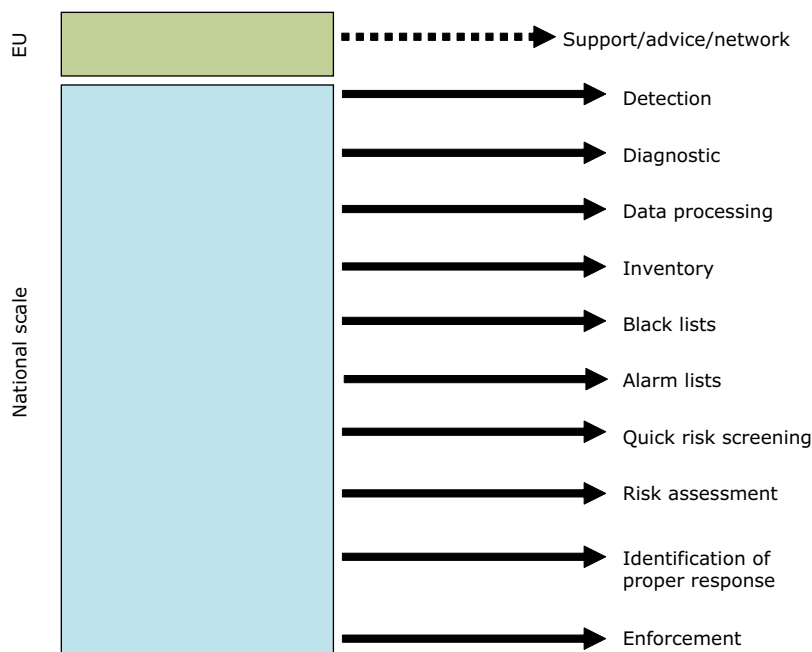 EU
Support/advice/network
National scale
Detection
Diagnostic
Data processing
Inventory
Black lists
Alarm lists
Quick risk screening
Risk assessment
Identification of
proper response
Enforcement